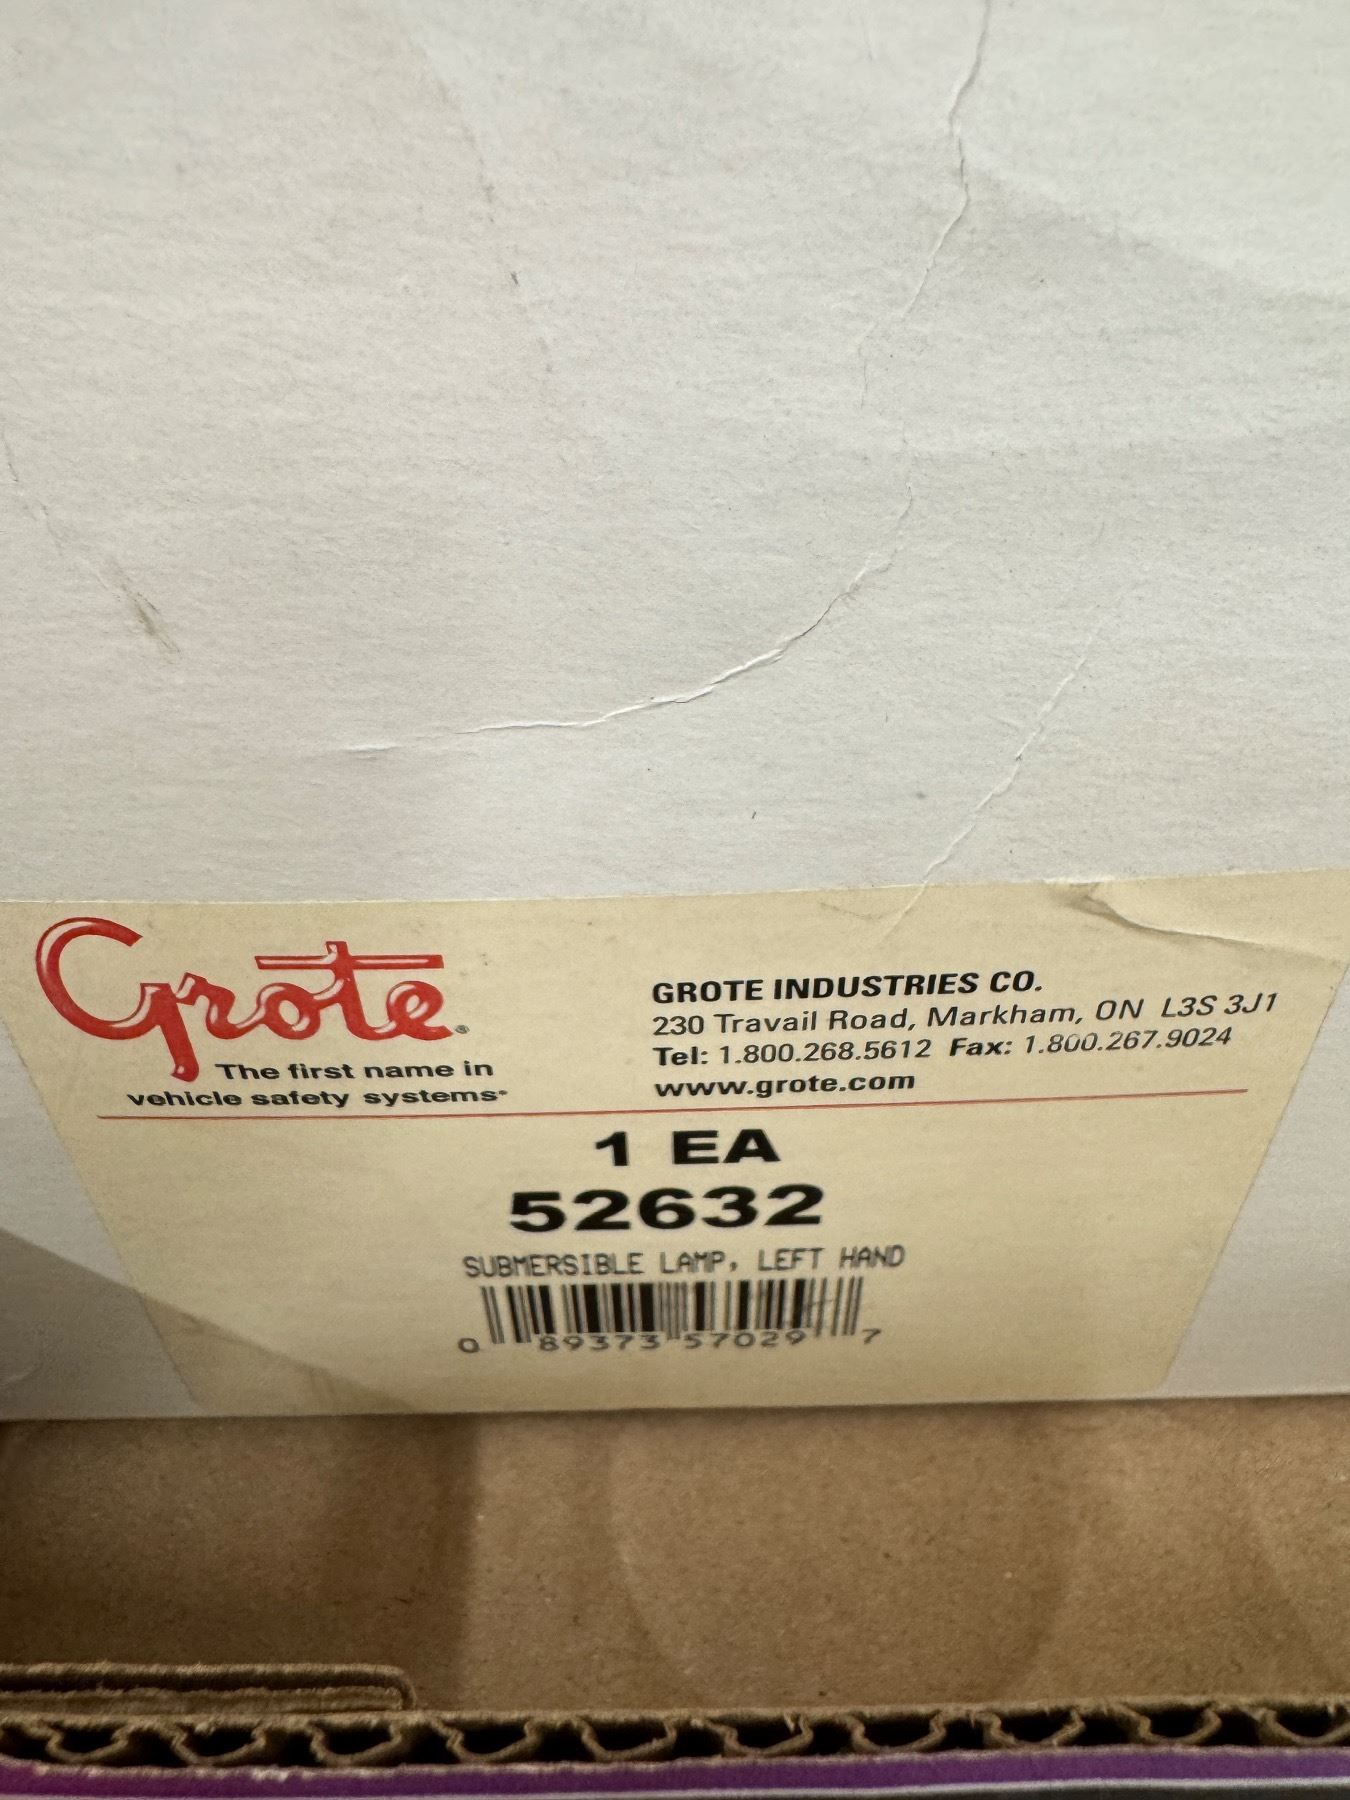 Grote®
The first name in
vehicle safety systems®
GROTE INDUSTRIES CO.
230 Travail Road, Markham, ON L3S 3J1
Tel: 1.800.268.5612 Fax: 1.800.267.9024
www.grote.com
1 EA
52632
SUBMERSIBLE LAMP, LEFT HAND
0 89373 57029 7